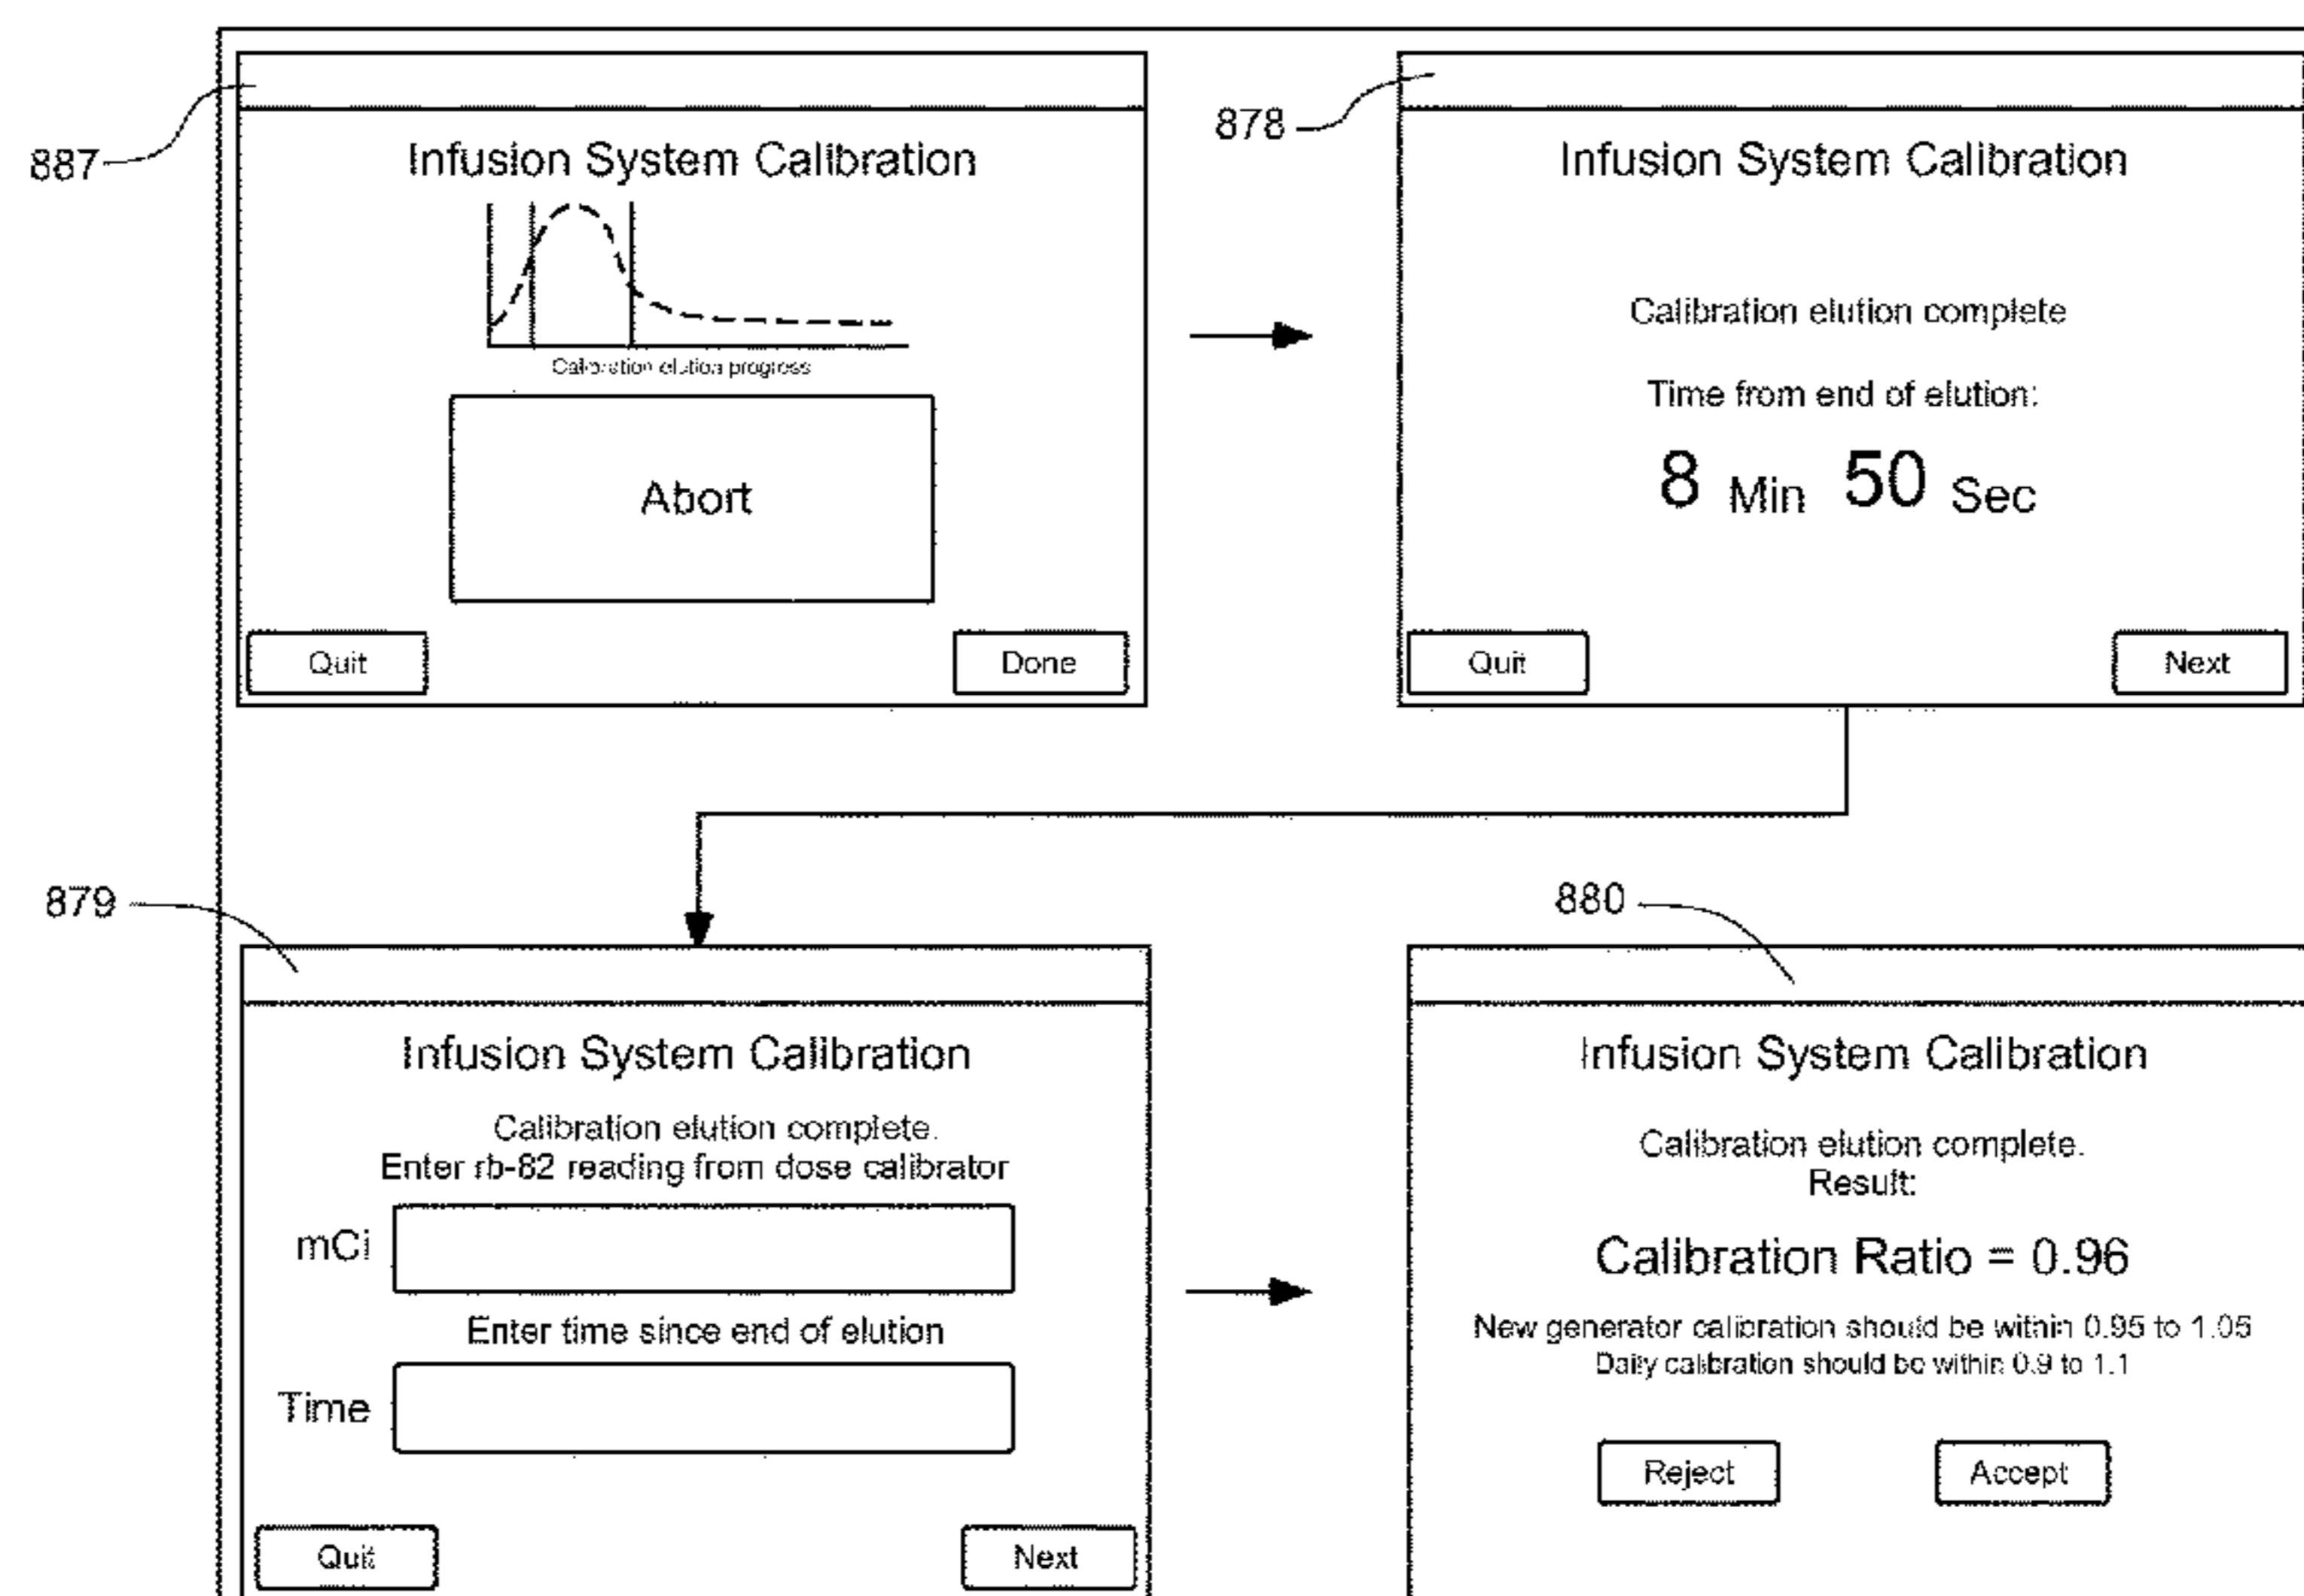 887
Infusion System Calibration
Calibration elution progress
Abort
Quit
Done
878
Infusion System Calibration
Calibration elution complete
Time from end of elution:
8 Min 50 Sec
Quit
Next
879
Infusion System Calibration
Calibration elution complete.
Enter rb-82 reading from dose calibrator
mCi
Enter time since end of elution
Time
Quit
Next
880
Infusion System Calibration
Calibration elution complete.
Result:
Calibration Ratio = 0.96
New generator calibration should be within 0.95 to 1.05
Daily calibration should be within 0.9 to 1.1
Reject
Accept